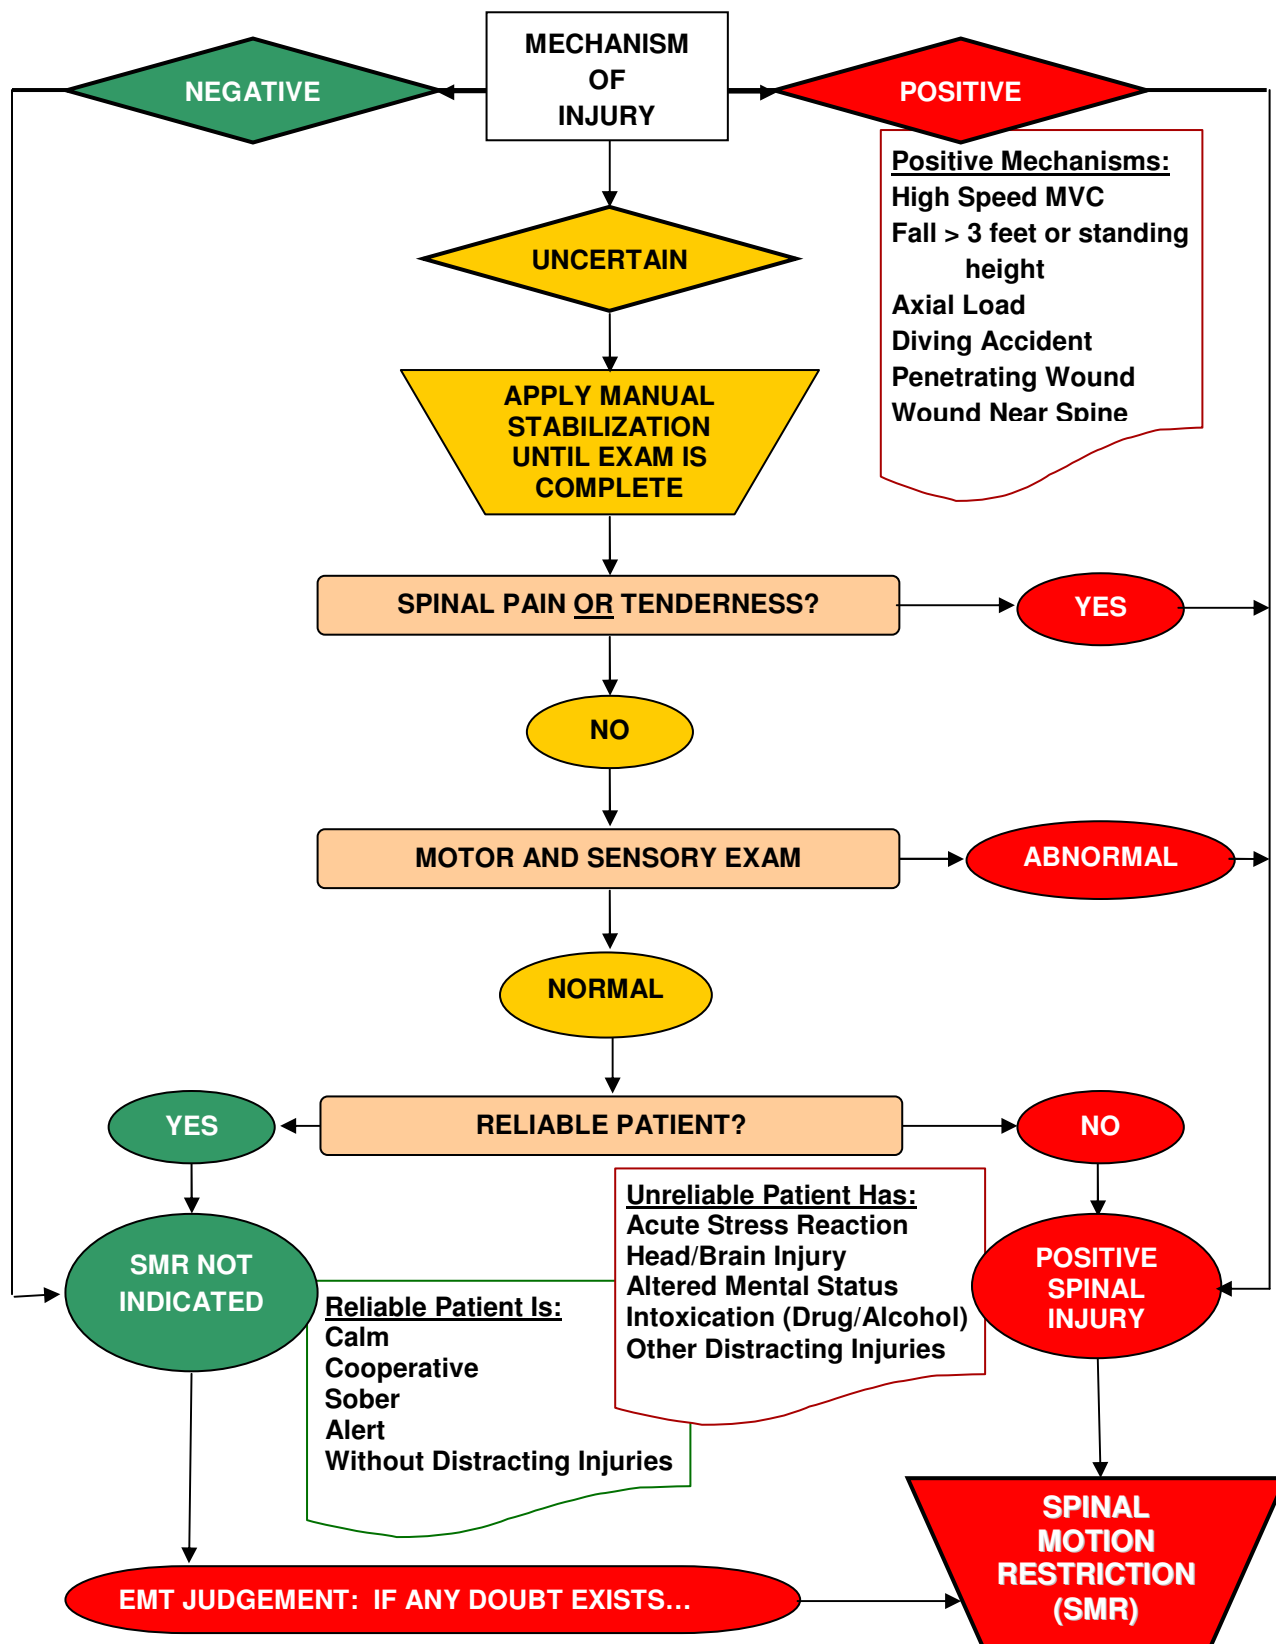 MECHANISM
OF
INJURY
NEGATIVE
POSITIVE
Positive Mechanisms:
High Speed MVC
Fall > 3 feet or standing
height
Axial Load
Diving Accident
Penetrating Wound
Wound Near Spine
UNCERTAIN
APPLY MANUAL
STABILIZATION
UNTIL EXAM IS
COMPLETE
SPINAL PAIN OR TENDERNESS?
YES
NO
MOTOR AND SENSORY EXAM
ABNORMAL
NORMAL
YES
RELIABLE PATIENT?
NO
Unreliable Patient Has:
Acute Stress Reaction
Head/Brain Injury
Altered Mental Status
Intoxication (Drug/Alcohol)
Other Distracting Injuries
SMR NOT
INDICATED
POSITIVE
SPINAL
INJURY
Reliable Patient Is:
Calm
Cooperative
Sober
Alert
Without Distracting Injuries
SPINAL
MOTION
RESTRICTION
(SMR)
EMT JUDGEMENT:  IF ANY DOUBT EXISTS…